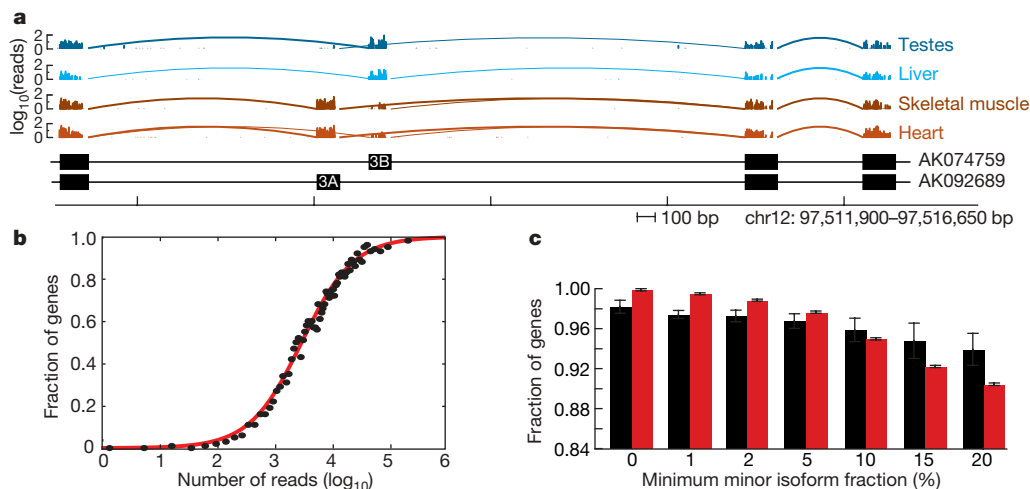 a
log10(reads)
2
0
Testes
2
0
Liver
2
0
Skeletal muscle
2
0
Heart
3B
AK074759
3A
AK092689
100 bp
chr12: 97,511,900–97,516,650 bp
b
Fraction of genes
1.0
0.8
0.6
0.4
0.2
0
0 1 2 3 4 5 6
Number of reads (log10)
c
Fraction of genes
1.00
0.96
0.92
0.88
0.84
0 1 2 5 10 15 20
Minimum minor isoform fraction (%)